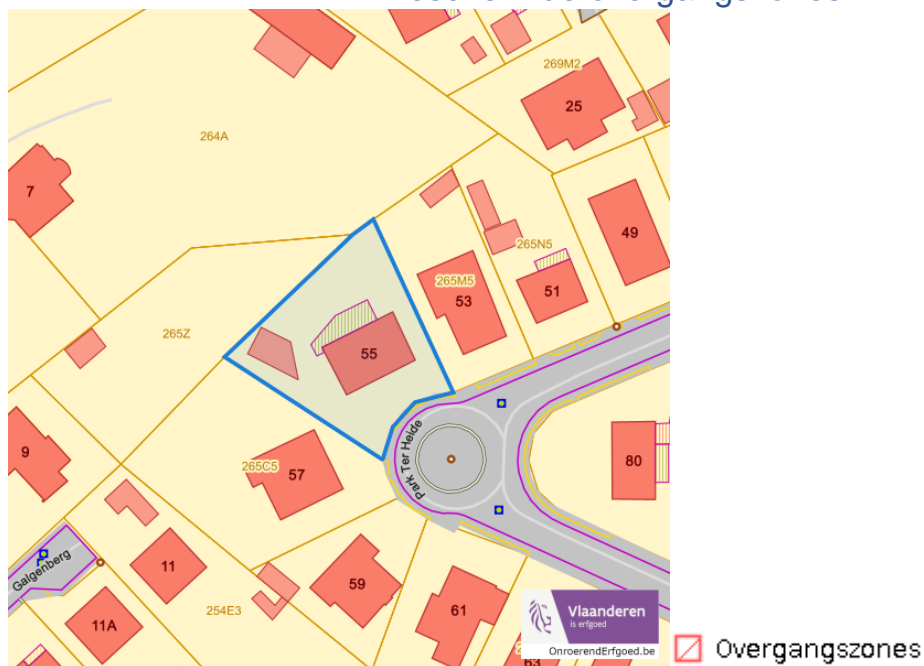 269M2
25
264A
7
49
265N5
265M5
53
51
265Z
55
Park Ter Heide
9
265C5
57
80
Galgenberg
11
59
254E3
11A
61
63
Vlaanderen
is erfgoed
OnroerendErfgoed.be
Overgangszones